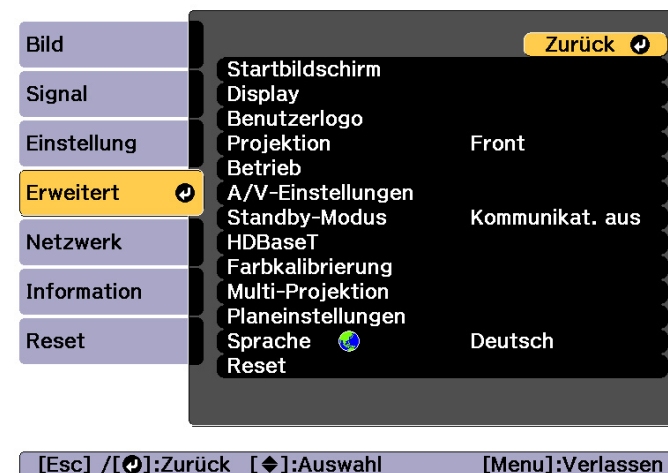 Bild
Signal
Einstellung
Erweitert
Netzwerk
Information
Reset
Zurück
Startbildschirm
Display
Benutzerlogo
Projektion Front
Betrieb
A/V-Einstellungen
Standby-Modus Kommunikat. aus
HDBaseT
Farbkalibrierung
Multi-Projektion
Planeinstellungen
Sprache Deutsch
Reset
[Esc] /[⏎]:Zurück [◆]:Auswahl [Menu]:Verlassen